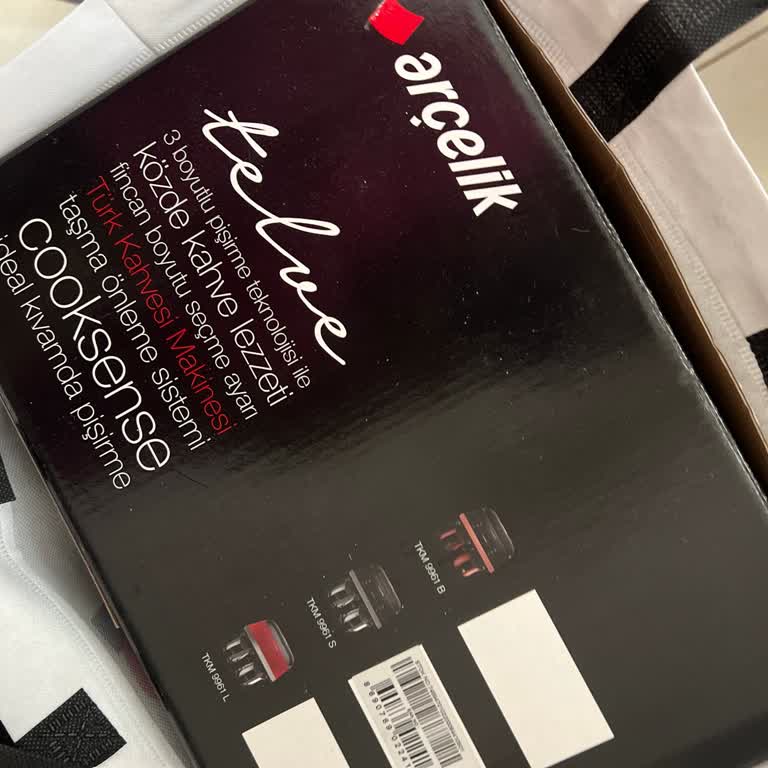 arçelik
telve
3 boyutlu pişirme teknolojisi ile
közde kahve lezzeti
fincan boyutu seçme ayarı
Türk Kahvesi Makinesi
taşma önleme sistemi
cooksense
ideal kıvamda pişirme
TKM 9961 L
TKM 9961 S
TKM 9961 B